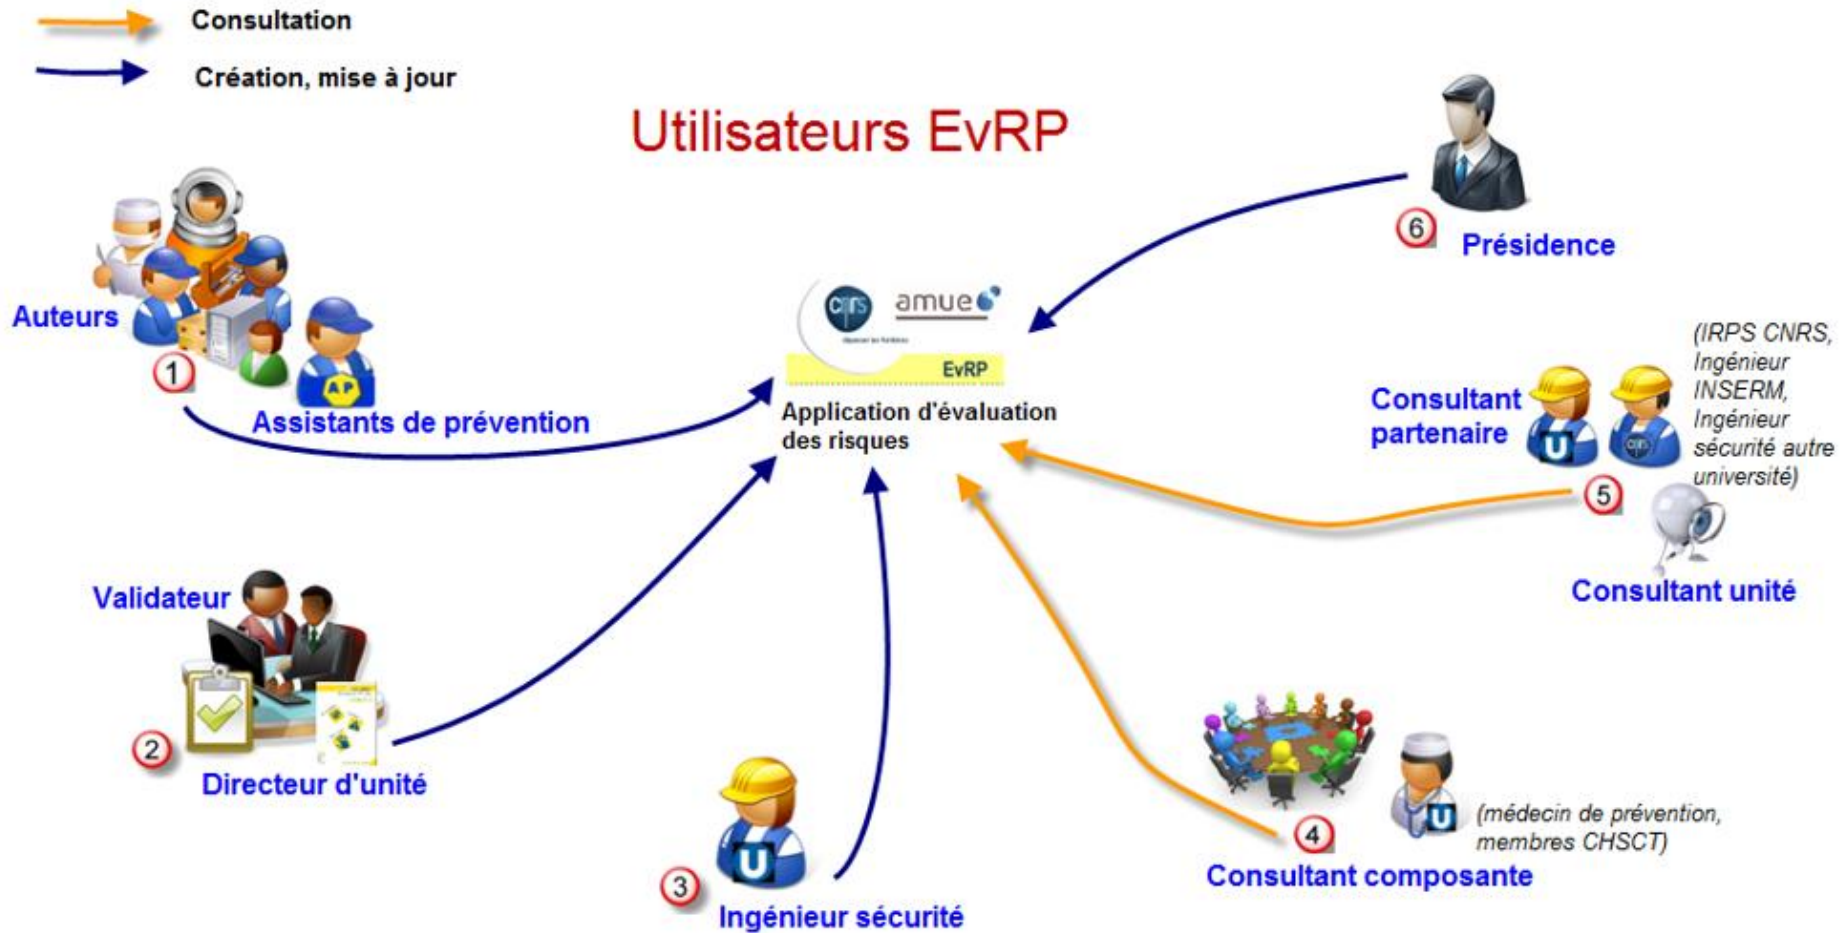 Consultation
Création, mise à jour
Utilisateurs EvRP
6
Présidence
Auteurs
1
AP
Assistants de prévention
cnrs
amue
EvRP
Application d'évaluation
des risques
Consultant
partenaire
U
cnrs
(IRPS CNRS,
Ingénieur
INSERM,
Ingénieur
sécurité autre
université)
5
Consultant unité
Validateur
2
Directeur d'unité
3
U
Ingénieur sécurité
4
U
(médecin de prévention,
membres CHSCT)
Consultant composante